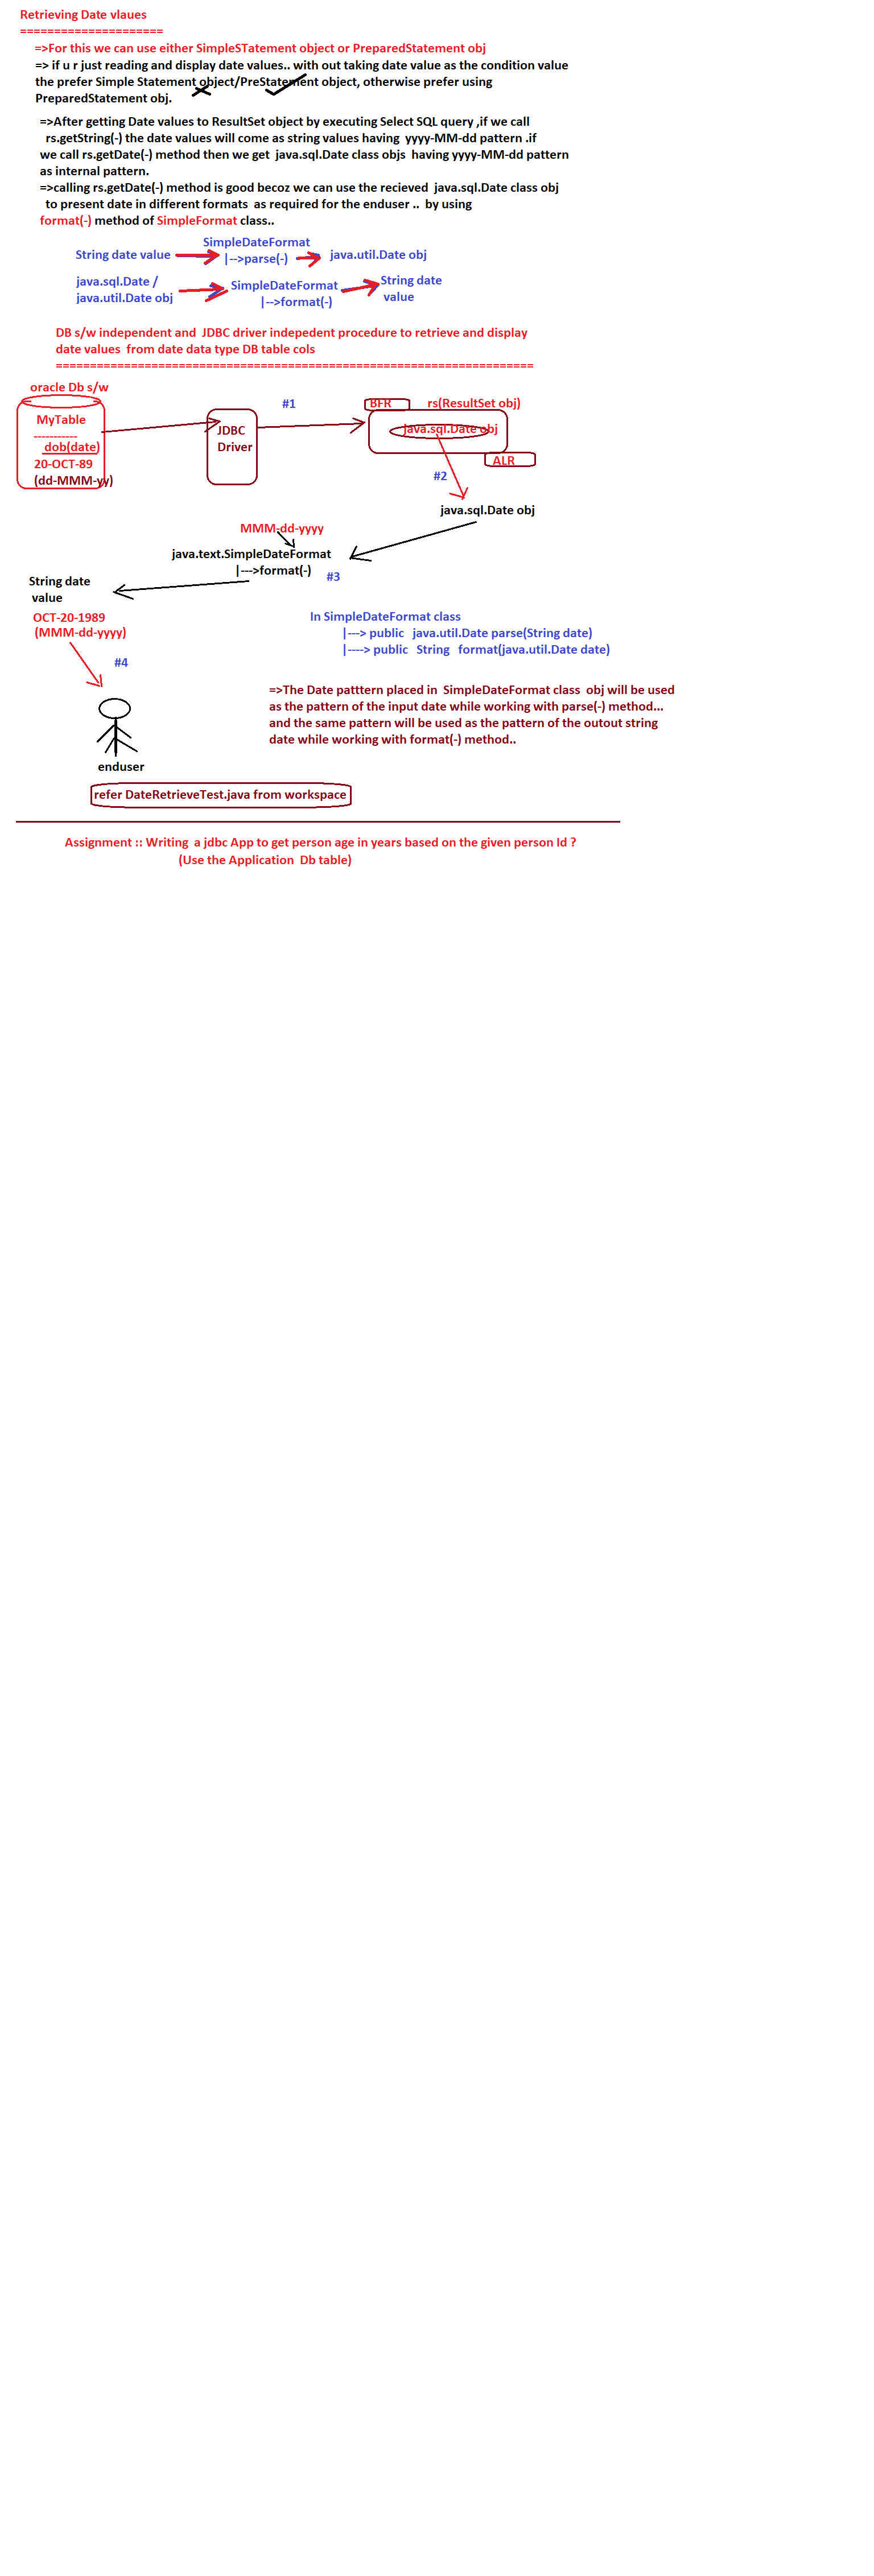 Retrieving Date vlaues
=====================
=>For this we can use either SimpleSTatement object or PreparedStatement obj
=> if u r just reading and display date values.. with out taking date value as the condition value
the prefer Simple Statement object/PreStatement object, otherwise prefer using
PreparedStatement obj.
=>After getting Date values to ResultSet object by executing Select SQL query ,if we call
rs.getString(-) the date values will come as string values having yyyy-MM-dd pattern .if
we call rs.getDate(-) method then we get java.sql.Date class objs having yyyy-MM-dd pattern
as internal pattern.
=>calling rs.getDate(-) method is good becoz we can use the recieved java.sql.Date class obj
to present date in different formats as required for the enduser .. by using
format(-) method of SimpleFormat class..
SimpleDateFormat
String date value |-->parse(-) java.util.Date obj
java.sql.Date / SimpleDateFormat String date
java.util.Date obj |-->format(-) value
DB s/w independent and JDBC driver indepedent procedure to retrieve and display
date values from date data type DB table cols
======================================================================
oracle Db s/w
#1 BFR rs(ResultSet obj)
MyTable
-----------
JDBC java.sql.Date obj
dob(date) Driver
20-OCT-89 ALR
(dd-MMM-yy) #2
java.sql.Date obj
MMM-dd-yyyy
java.text.SimpleDateFormat
|--->format(-) #3
String date
value
OCT-20-1989 In SimpleDateFormat class
(MMM-dd-yyyy) |---> public java.util.Date parse(String date)
|----> public String format(java.util.Date date)
#4
=>The Date patttern placed in SimpleDateFormat class obj will be used
as the pattern of the input date while working with parse(-) method...
and the same pattern will be used as the pattern of the outout string
date while working with format(-) method..
enduser
refer DateRetrieveTest.java from workspace
Assignment :: Writing a jdbc App to get person age in years based on the given person Id ?
(Use the Application Db table)